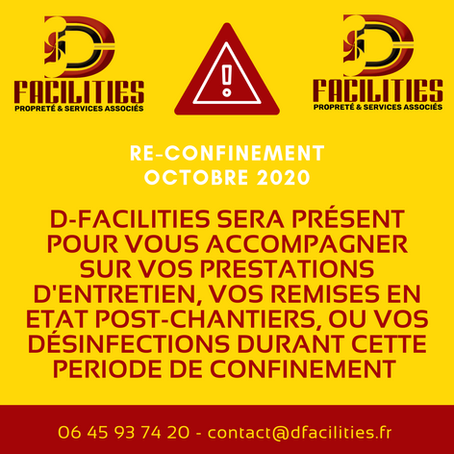 D
FACILITIES
PROPRETÉ & SERVICES ASSOCIÉS
!
D
FACILITIES
PROPRETÉ & SERVICES ASSOCIÉS
RE-CONFINEMENT
OCTOBRE 2020
D-FACILITIES SERA PRÉSENT
POUR VOUS ACCOMPAGNER
SUR VOS PRESTATIONS
D'ENTRETIEN, VOS REMISES EN
ETAT POST-CHANTIERS, OU VOS
DÉSINFECTIONS DURANT CETTE
PERIODE DE CONFINEMENT
06 45 93 74 20 - contact@dfacilities.fr